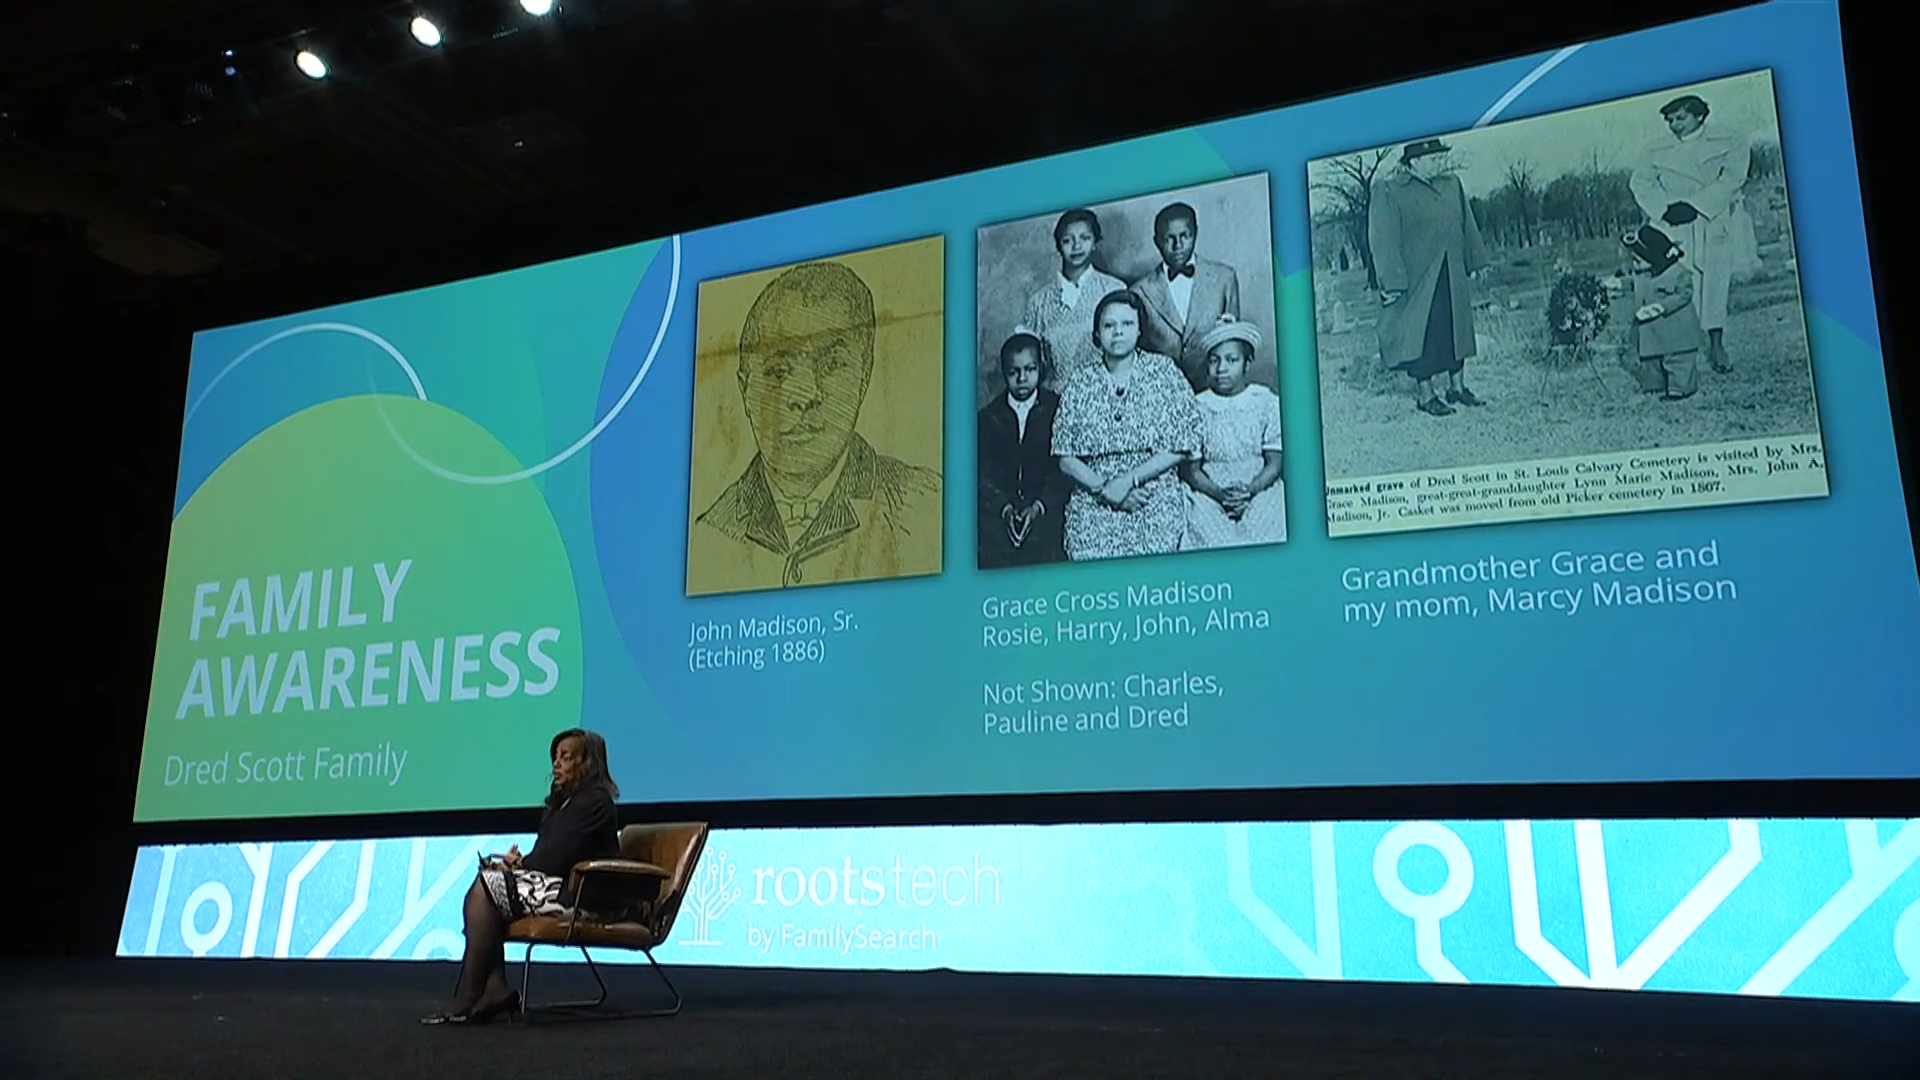 FAMILY
AWARENESS
Dred Scott Family
John Madison, Sr.
(Etching 1886)
Grace Cross Madison
Rosie, Harry, John, Alma
Not Shown: Charles,
Pauline and Dred
Unmarked grave of Dred Scott in St. Louis Calvary Cemetery is visited by Mrs.
Grace Madison, great-great-granddaughter Lynn Marie Madison, Mrs. John A.
Madison, Jr. Casket was moved from old Picker cemetery in 1867.
Grandmother Grace and
my mom, Marcy Madison
rootstech
by FamilySearch